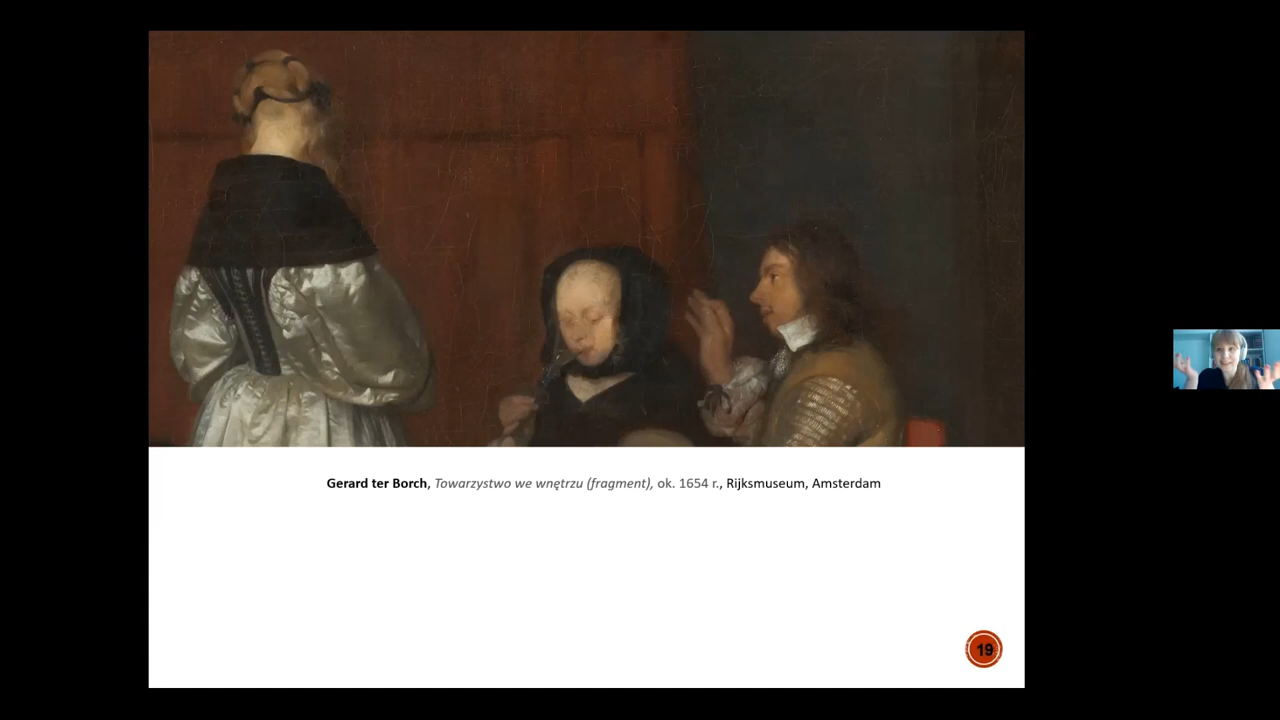 Gerard ter Borch, Towarzystwo we wnętrzu (fragment), ok. 1654 r., Rijksmuseum, Amsterdam
19